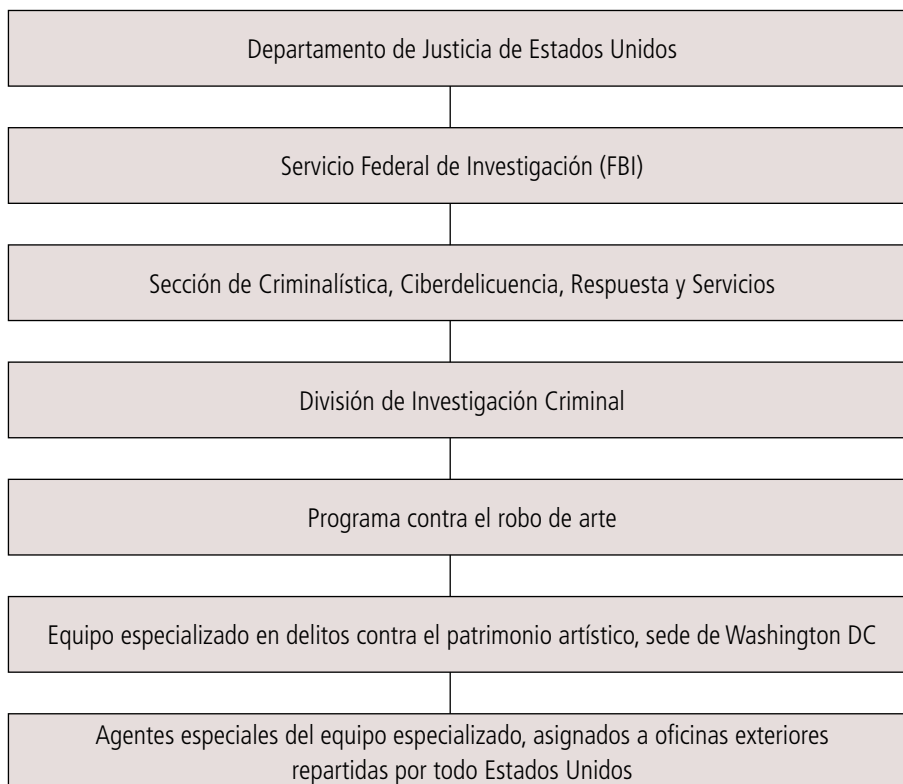 Departamento de Justicia de Estados Unidos
Servicio Federal de Investigación (FBI)
Sección de Criminalística, Ciberdelicuencia, Respuesta y Servicios
División de Investigación Criminal
Programa contra el robo de arte
Equipo especializado en delitos contra el patrimonio artístico, sede de Washington DC
Agentes especiales del equipo especializado, asignados a oficinas exteriores
repartidas por todo Estados Unidos